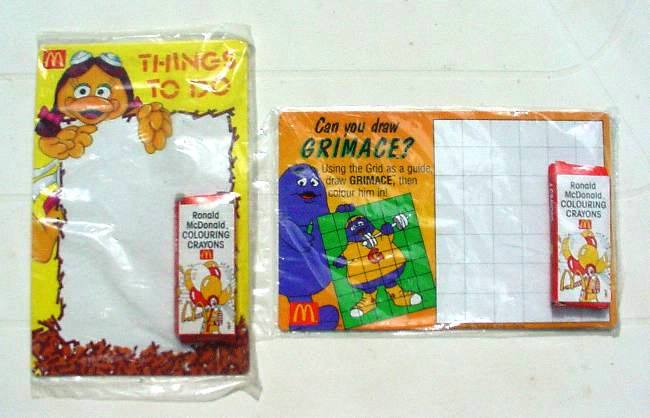 THINGS
TO DO
Ronald
McDonald
COLOURING
CRAYONS
Can you draw
GRIMACE?
Using the Grid as a guide,
draw GRIMACE, then
colour him in!
Ronald
McDonald
COLOURING
CRAYONS